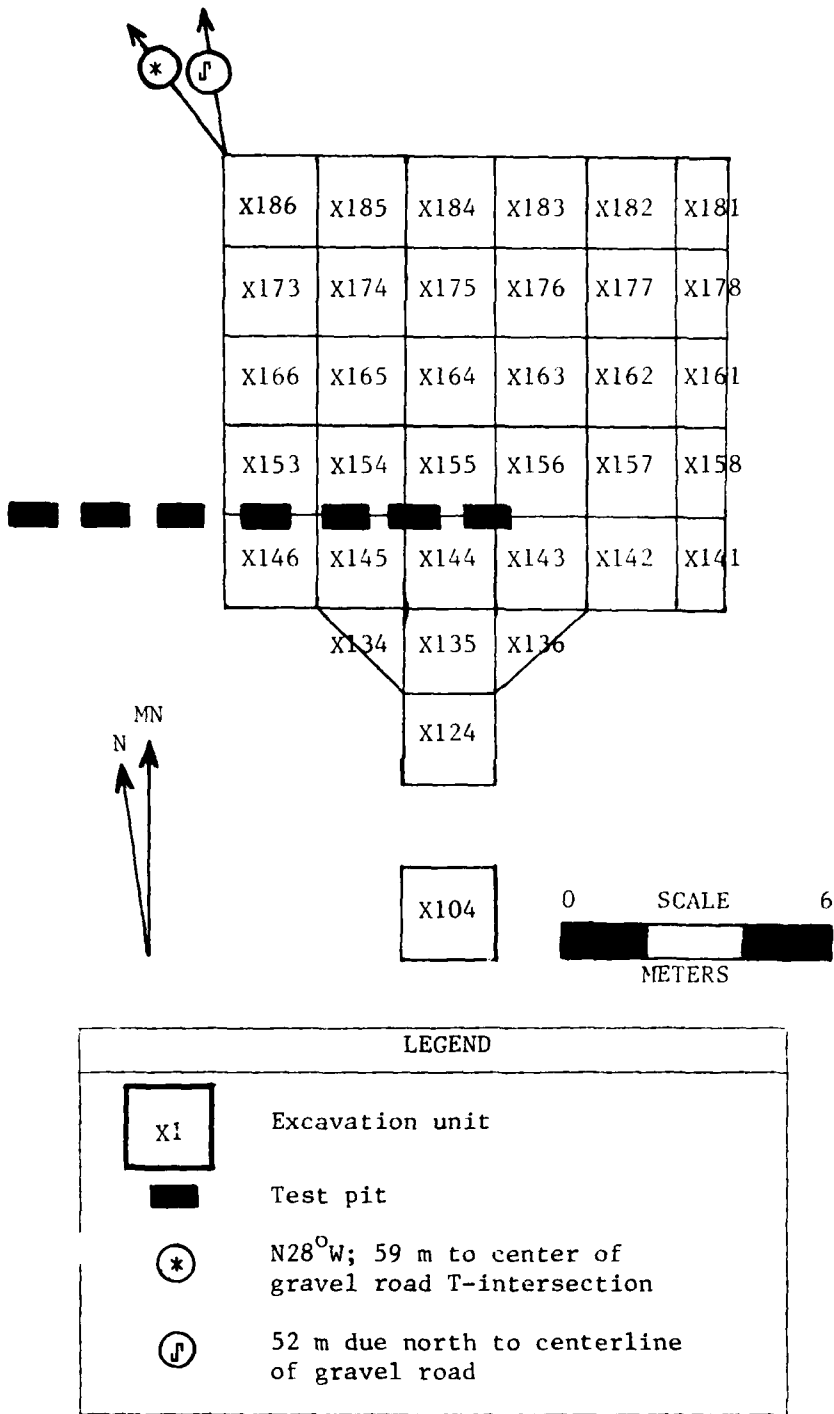 * ʃ
X186 X185 X184 X183 X182 X181
X173 X174 X175 X176 X177 X178
X166 X165 X164 X163 X162 X161
X153 X154 X155 X156 X157 X158
X146 X145 X144 X143 X142 X141
X134 X135 X136
MN
N
X124
X104
0 SCALE 6
METERS
LEGEND
X1 Excavation unit
Test pit
* N28°W; 59 m to center of
gravel road T-intersection
ʃ 52 m due north to centerline
of gravel road